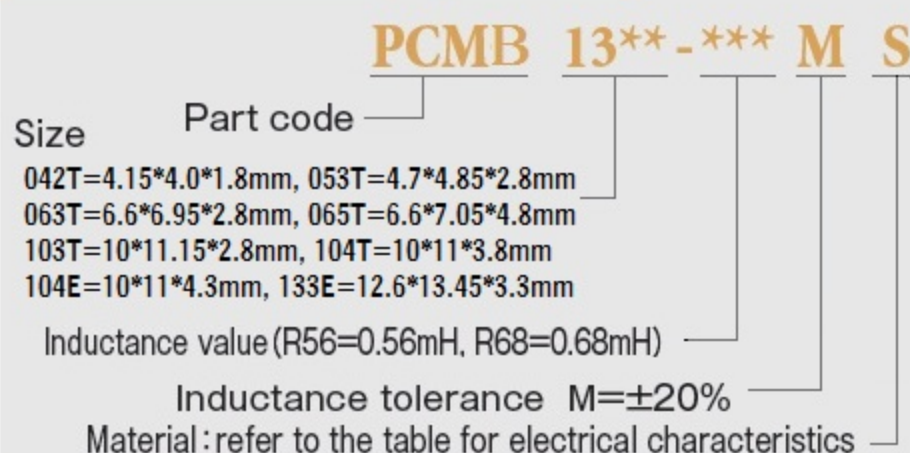 PCMB 13**-*** M S
Part code
Size
042T=4.15*4.0*1.8mm, 053T=4.7*4.85*2.8mm
063T=6.6*6.95*2.8mm, 065T=6.6*7.05*4.8mm
103T=10*11.15*2.8mm, 104T=10*11*3.8mm
104E=10*11*4.3mm, 133E=12.6*13.45*3.3mm
Inductance value(R56=0.56mH, R68=0.68mH)
Inductance tolerance M=±20%
Material:refer to the table for electrical characteristics